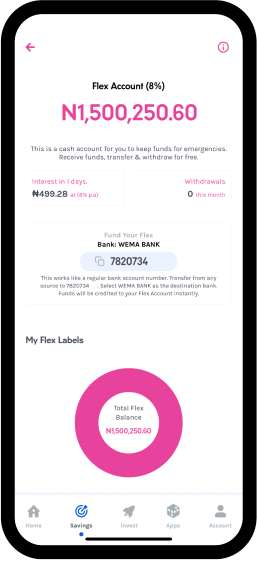 Flex Account (8%)
N1,500,250.60
This is a cash account for you to keep funds for emergencies.
Receive funds, transfer & withdraw for free.
Interest in 1 days.
₦499.28 at (8% p.a)
Withdrawals
0 this month
Fund Your Flex
Bank: WEMA BANK
7820734
This works like a regular bank account number. Transfer from any
source to 7820734 . Select WEMA BANK as the destination bank.
Funds will be credited to your Flex Account instantly.
My Flex Labels
Total Flex
Balance
N1,500,250.60
Home
Savings
Invest
Apps
Account